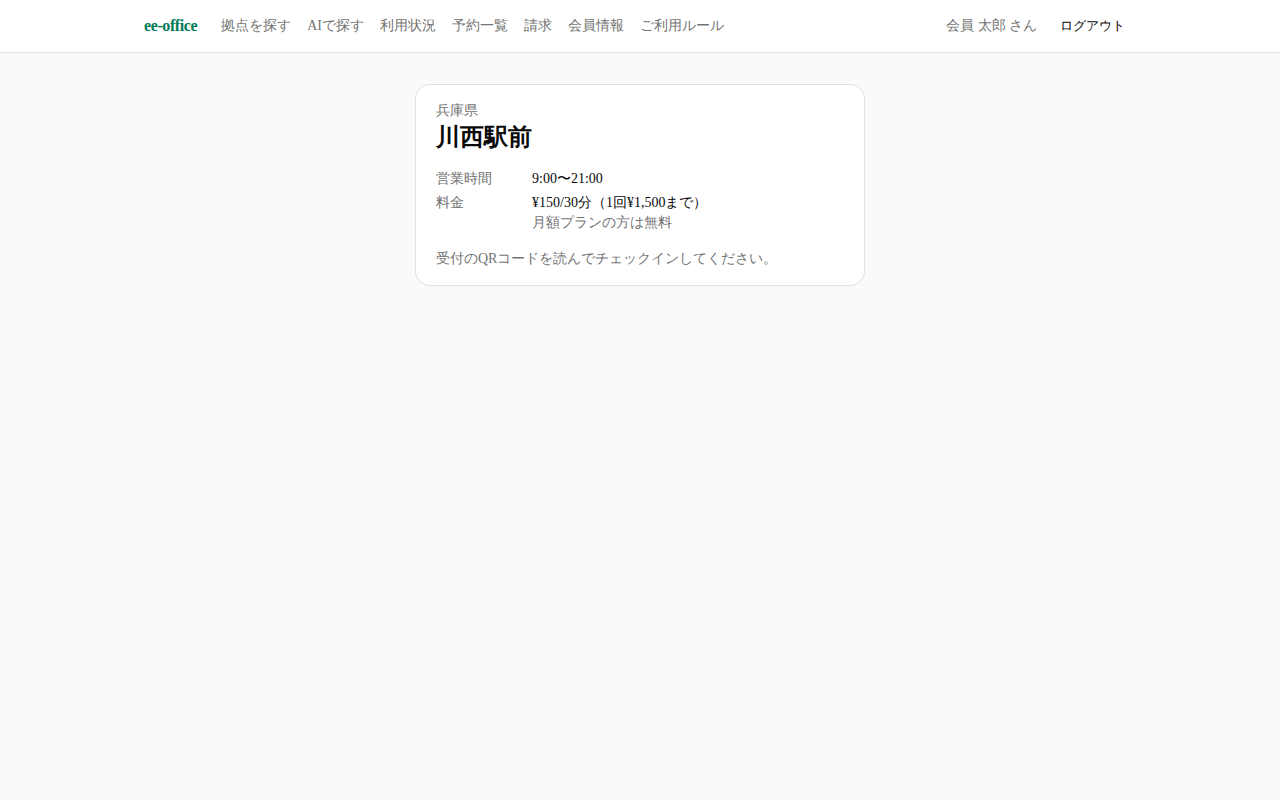 ee-office 拠点を探す AIで探す 利用状況 予約一覧 請求 会員情報 ご利用ルール 会員 太郎 さん ログアウト
兵庫県
川西駅前
営業時間 9:00〜21:00
料金 ¥150/30分（1回¥1,500まで）
月額プランの方は無料
受付のQRコードを読んでチェックインしてください。